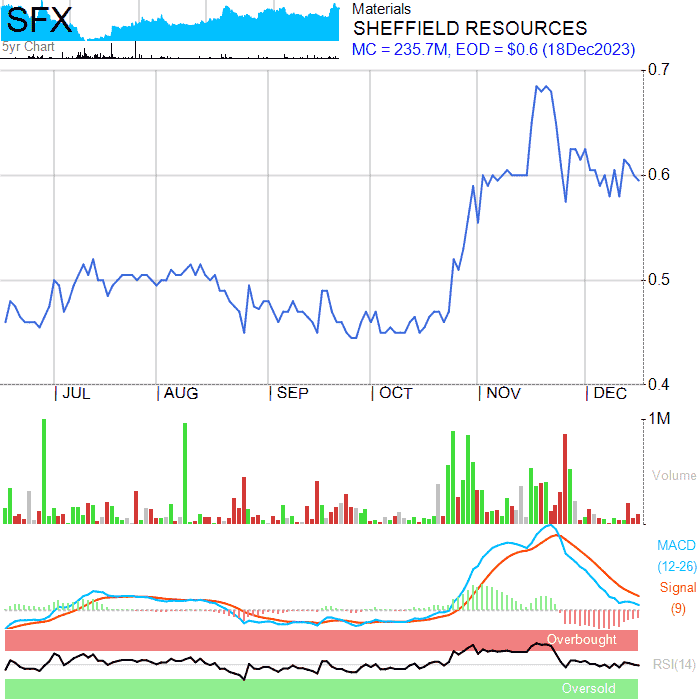 SFX
5yr Chart
Materials
SHEFFIELD RESOURCES
MC = 235.7M, EOD = $0.6 (18Dec2023)
0.7
0.6
0.5
0.4
JUL AUG SEP OCT NOV DEC
1M
Volume
MACD
(12-26)
Signal
(9)
Overbought
RSI(14)
Oversold